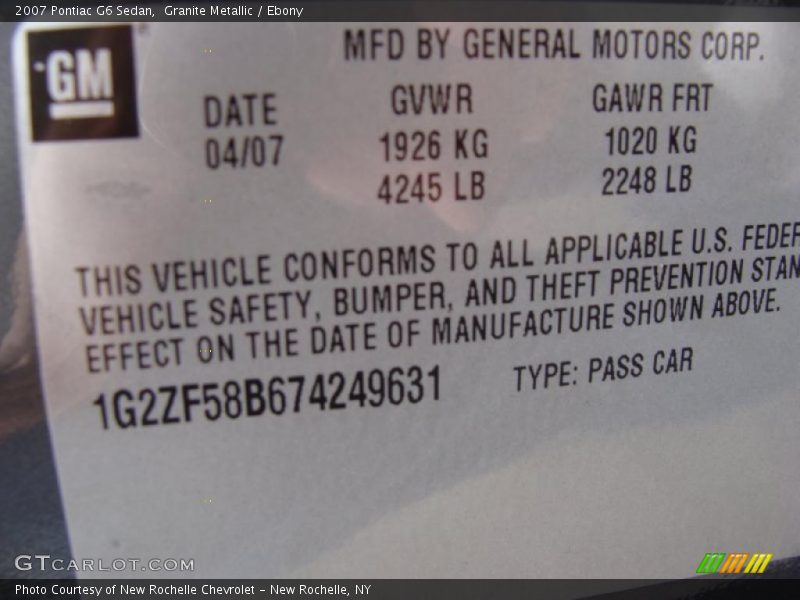 2007 Pontiac G6 Sedan,  Granite Metallic / Ebony
GM
MFD BY GENERAL MOTORS CORP.
DATE GVWR GAWR FRT
04/07 1926 KG 1020 KG
4245 LB 2248 LB
THIS VEHICLE CONFORMS TO ALL APPLICABLE U.S. FEDER
VEHICLE SAFETY, BUMPER, AND THEFT PREVENTION STAN
EFFECT ON THE DATE OF MANUFACTURE SHOWN ABOVE.
1G2ZF58B674249631 TYPE: PASS CAR
GTCARLOT.COM
Photo Courtesy of New Rochelle Chevrolet - New Rochelle, NY